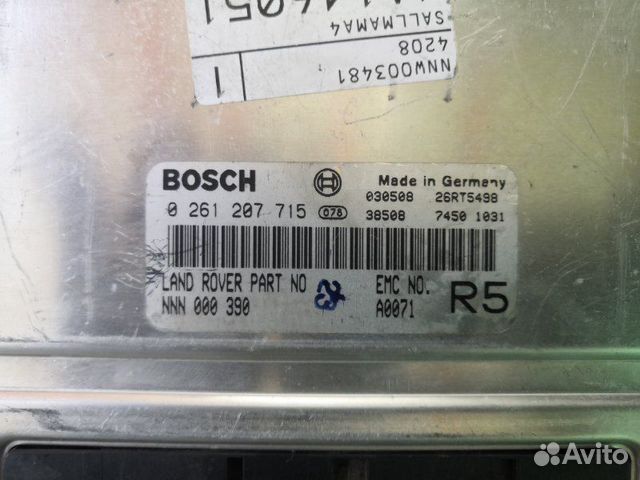 SALLMAMA4
4208
NNW003481
1
BOSCH
Made in Germany
0 261 207 715 078
030508 26RT5498
38508 7450 1031
LAND ROVER PART NO
NNN 000 390
EMC NO.
A0071
R5
Avito